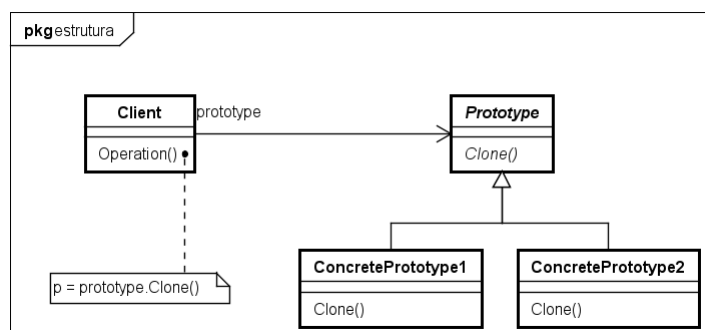 pkg estrutura
Client
prototype
Prototype
Operation()
Clone()
p = prototype.Clone()
ConcretePrototype1
ConcretePrototype2
Clone()
Clone()